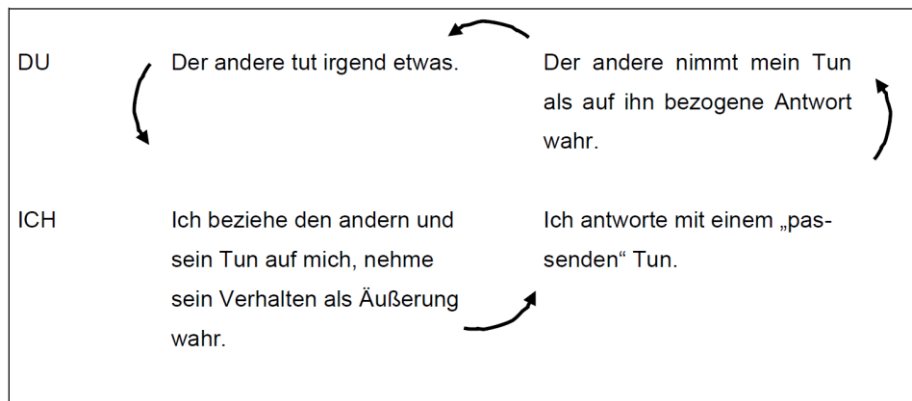 DU
Der andere tut irgend etwas.
Der andere nimmt mein Tun
als auf ihn bezogene Antwort
wahr.
ICH
Ich beziehe den andern und
sein Tun auf mich, nehme
sein Verhalten als Äußerung
wahr.
Ich antworte mit einem „pas-
senden“ Tun.